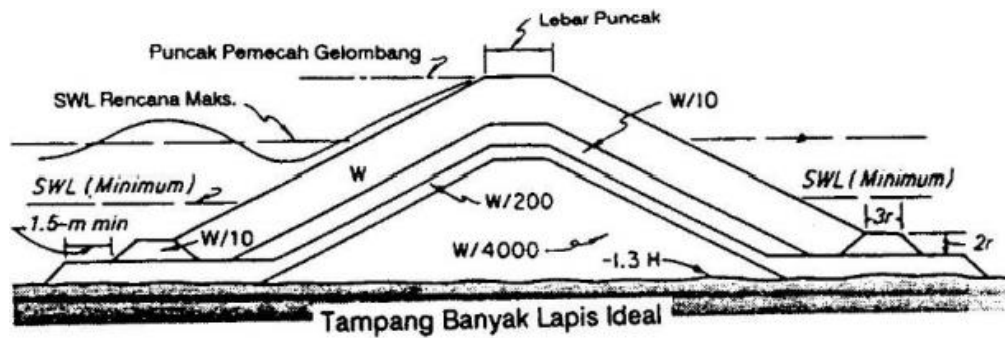 Lebar Puncak
Puncak Pemecah Gelombang
SWL Rencana Maks.
W/10
W
SWL (Minimum)
SWL (Minimum)
1.5-m min
W/10
W/200
W/4000
-1.3 H
3r
2r
Tampang Banyak Lapis Ideal